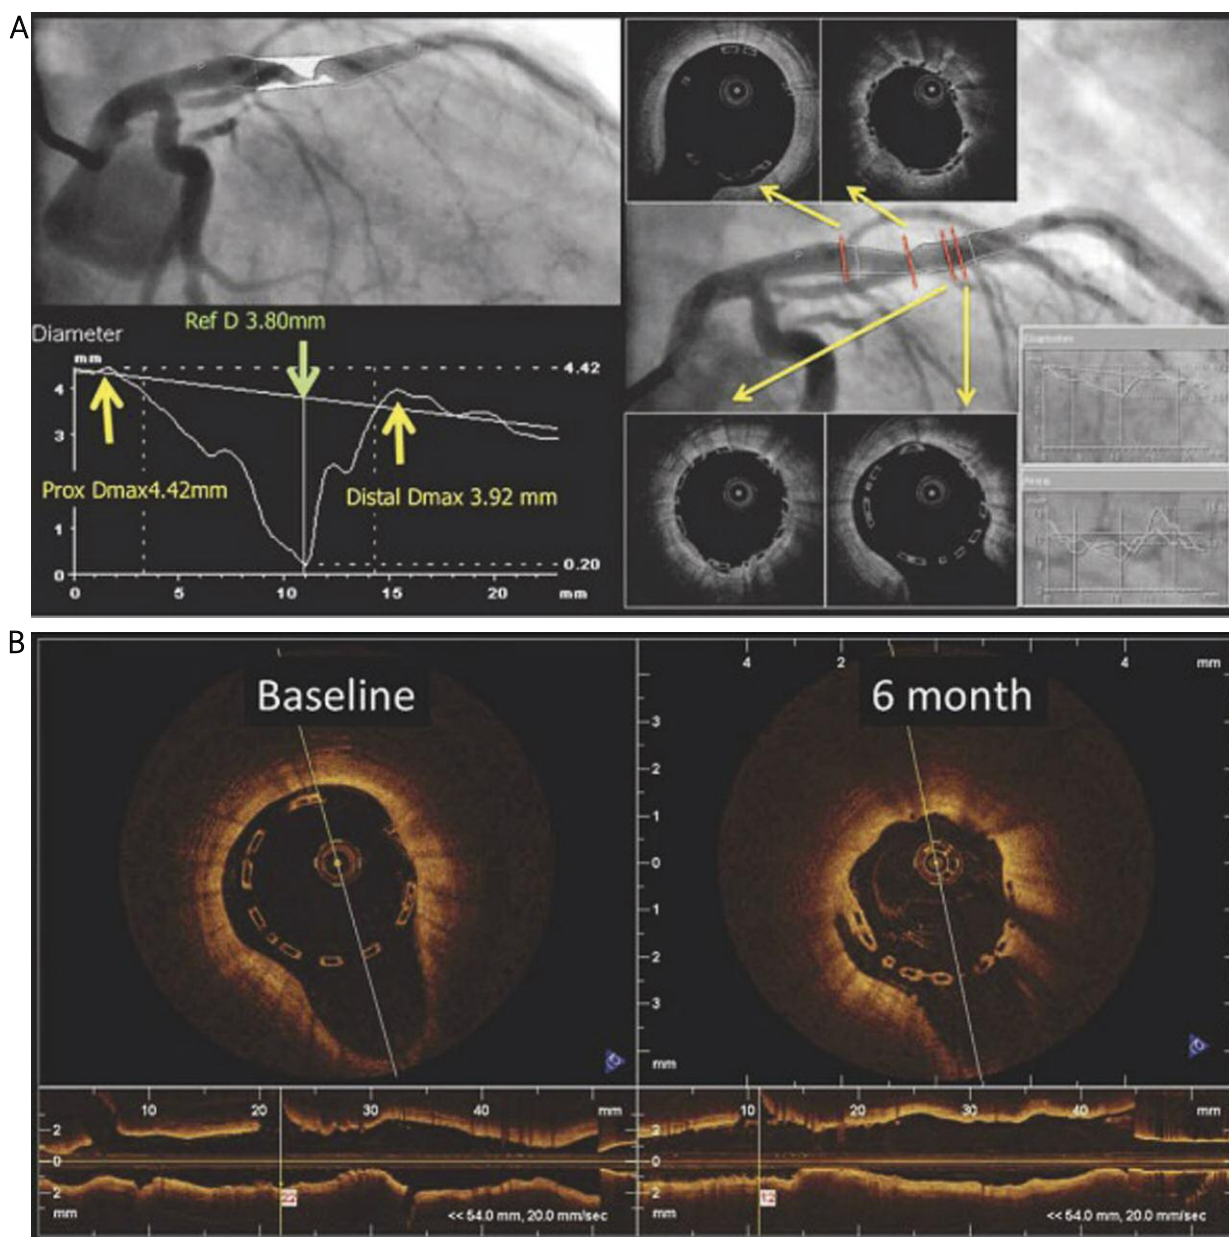 A
P
Ref D 3.80mm
Diameter
mm
4.42
4
3
Prox Dmax4.42mm
Distal Dmax 3.92 mm
1
0.20
0
0 5 10 15 20 mm
B
Baseline
6 month
4 2 4 mm
3
2
1
0
1
2
3
mm
10 20 30 40 mm
2
0
2
22
mm
<< 54.0 mm, 20.0 mm/sec
10 20 30 40 mm
2
0
2
12
mm
<< 54.0 mm, 20.0 mm/sec